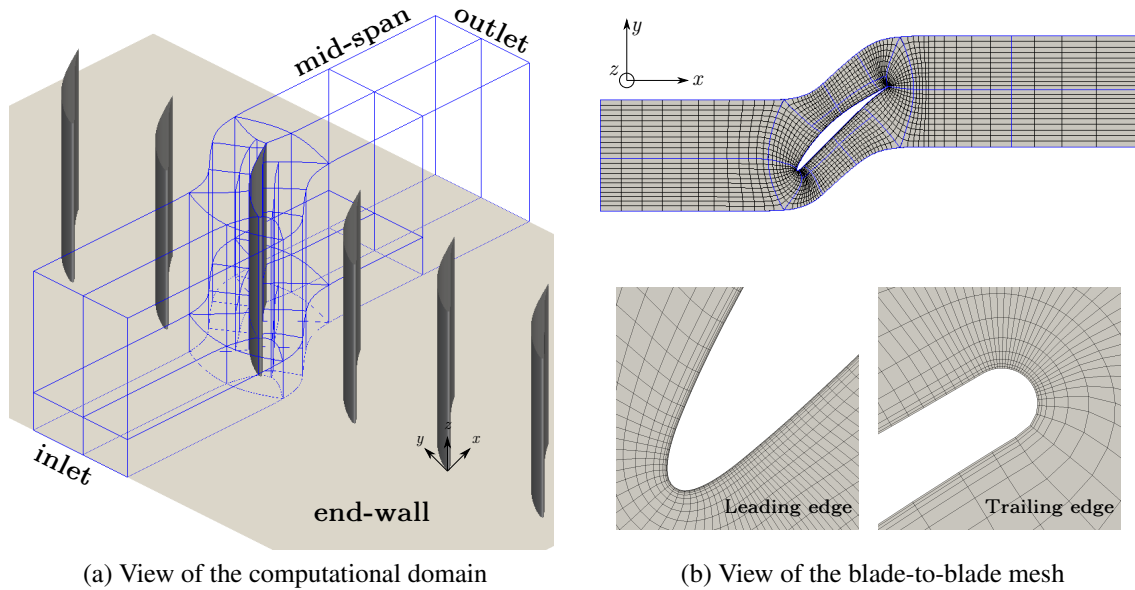 mid-span
outlet
inlet
end-wall
y
z
x
(a) View of the computational domain
y
z
x
Leading edge
Trailing edge
(b) View of the blade-to-blade mesh